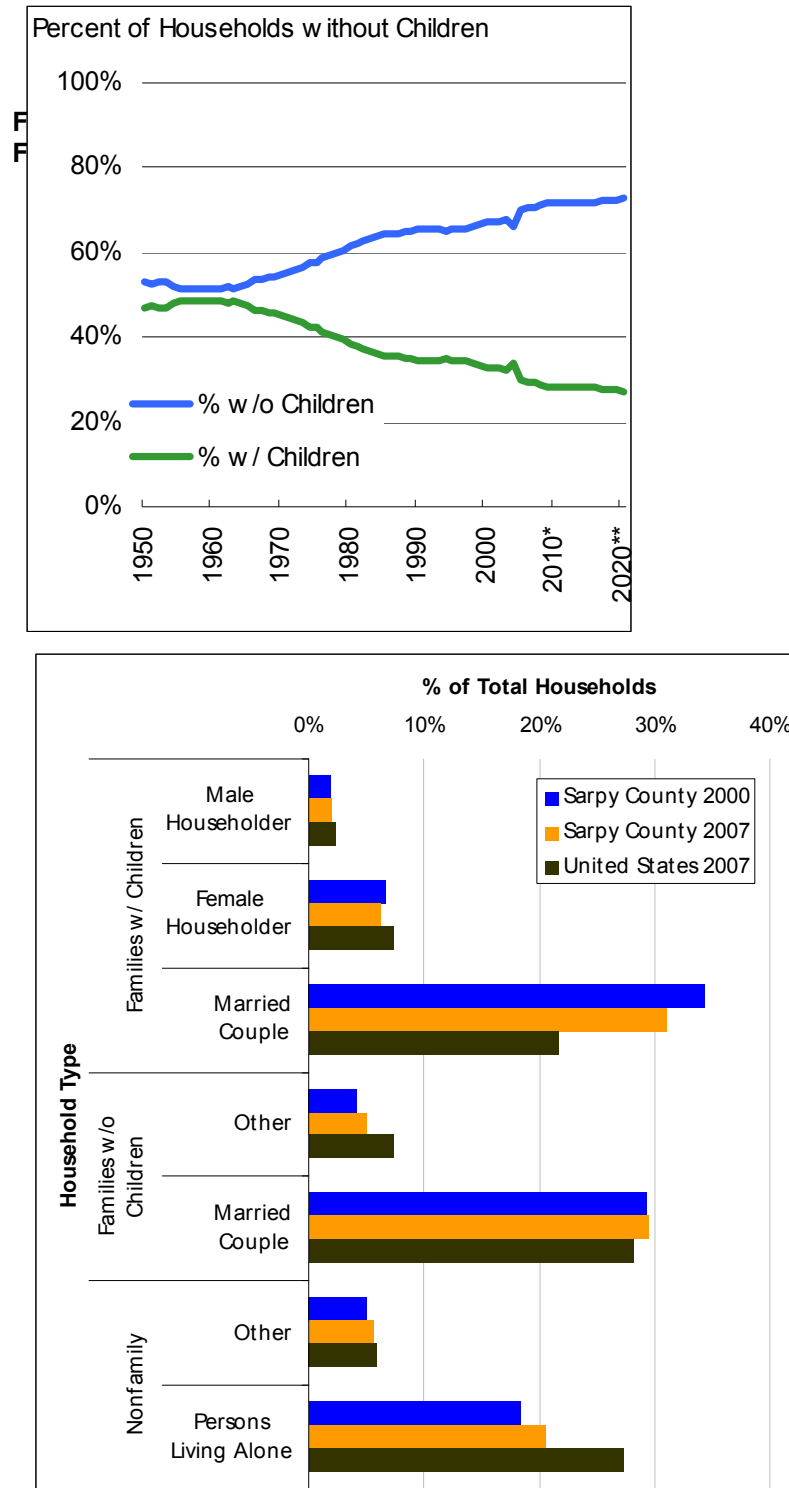 Percent of Households without Children
100%
F
F
80%
60%
40%
% w/o Children
20%
% w/ Children
0%
1950
1960
1970
1980
1990
2000
2010*
2020**
% of Total Households
0% 10% 20% 30% 40%
Sarpy County 2000
Sarpy County 2007
United States 2007
Household Type
Families w/ Children
Male
Householder
Female
Householder
Married
Couple
Families w/o
Children
Other
Married
Couple
Nonfamily
Other
Persons
Living Alone